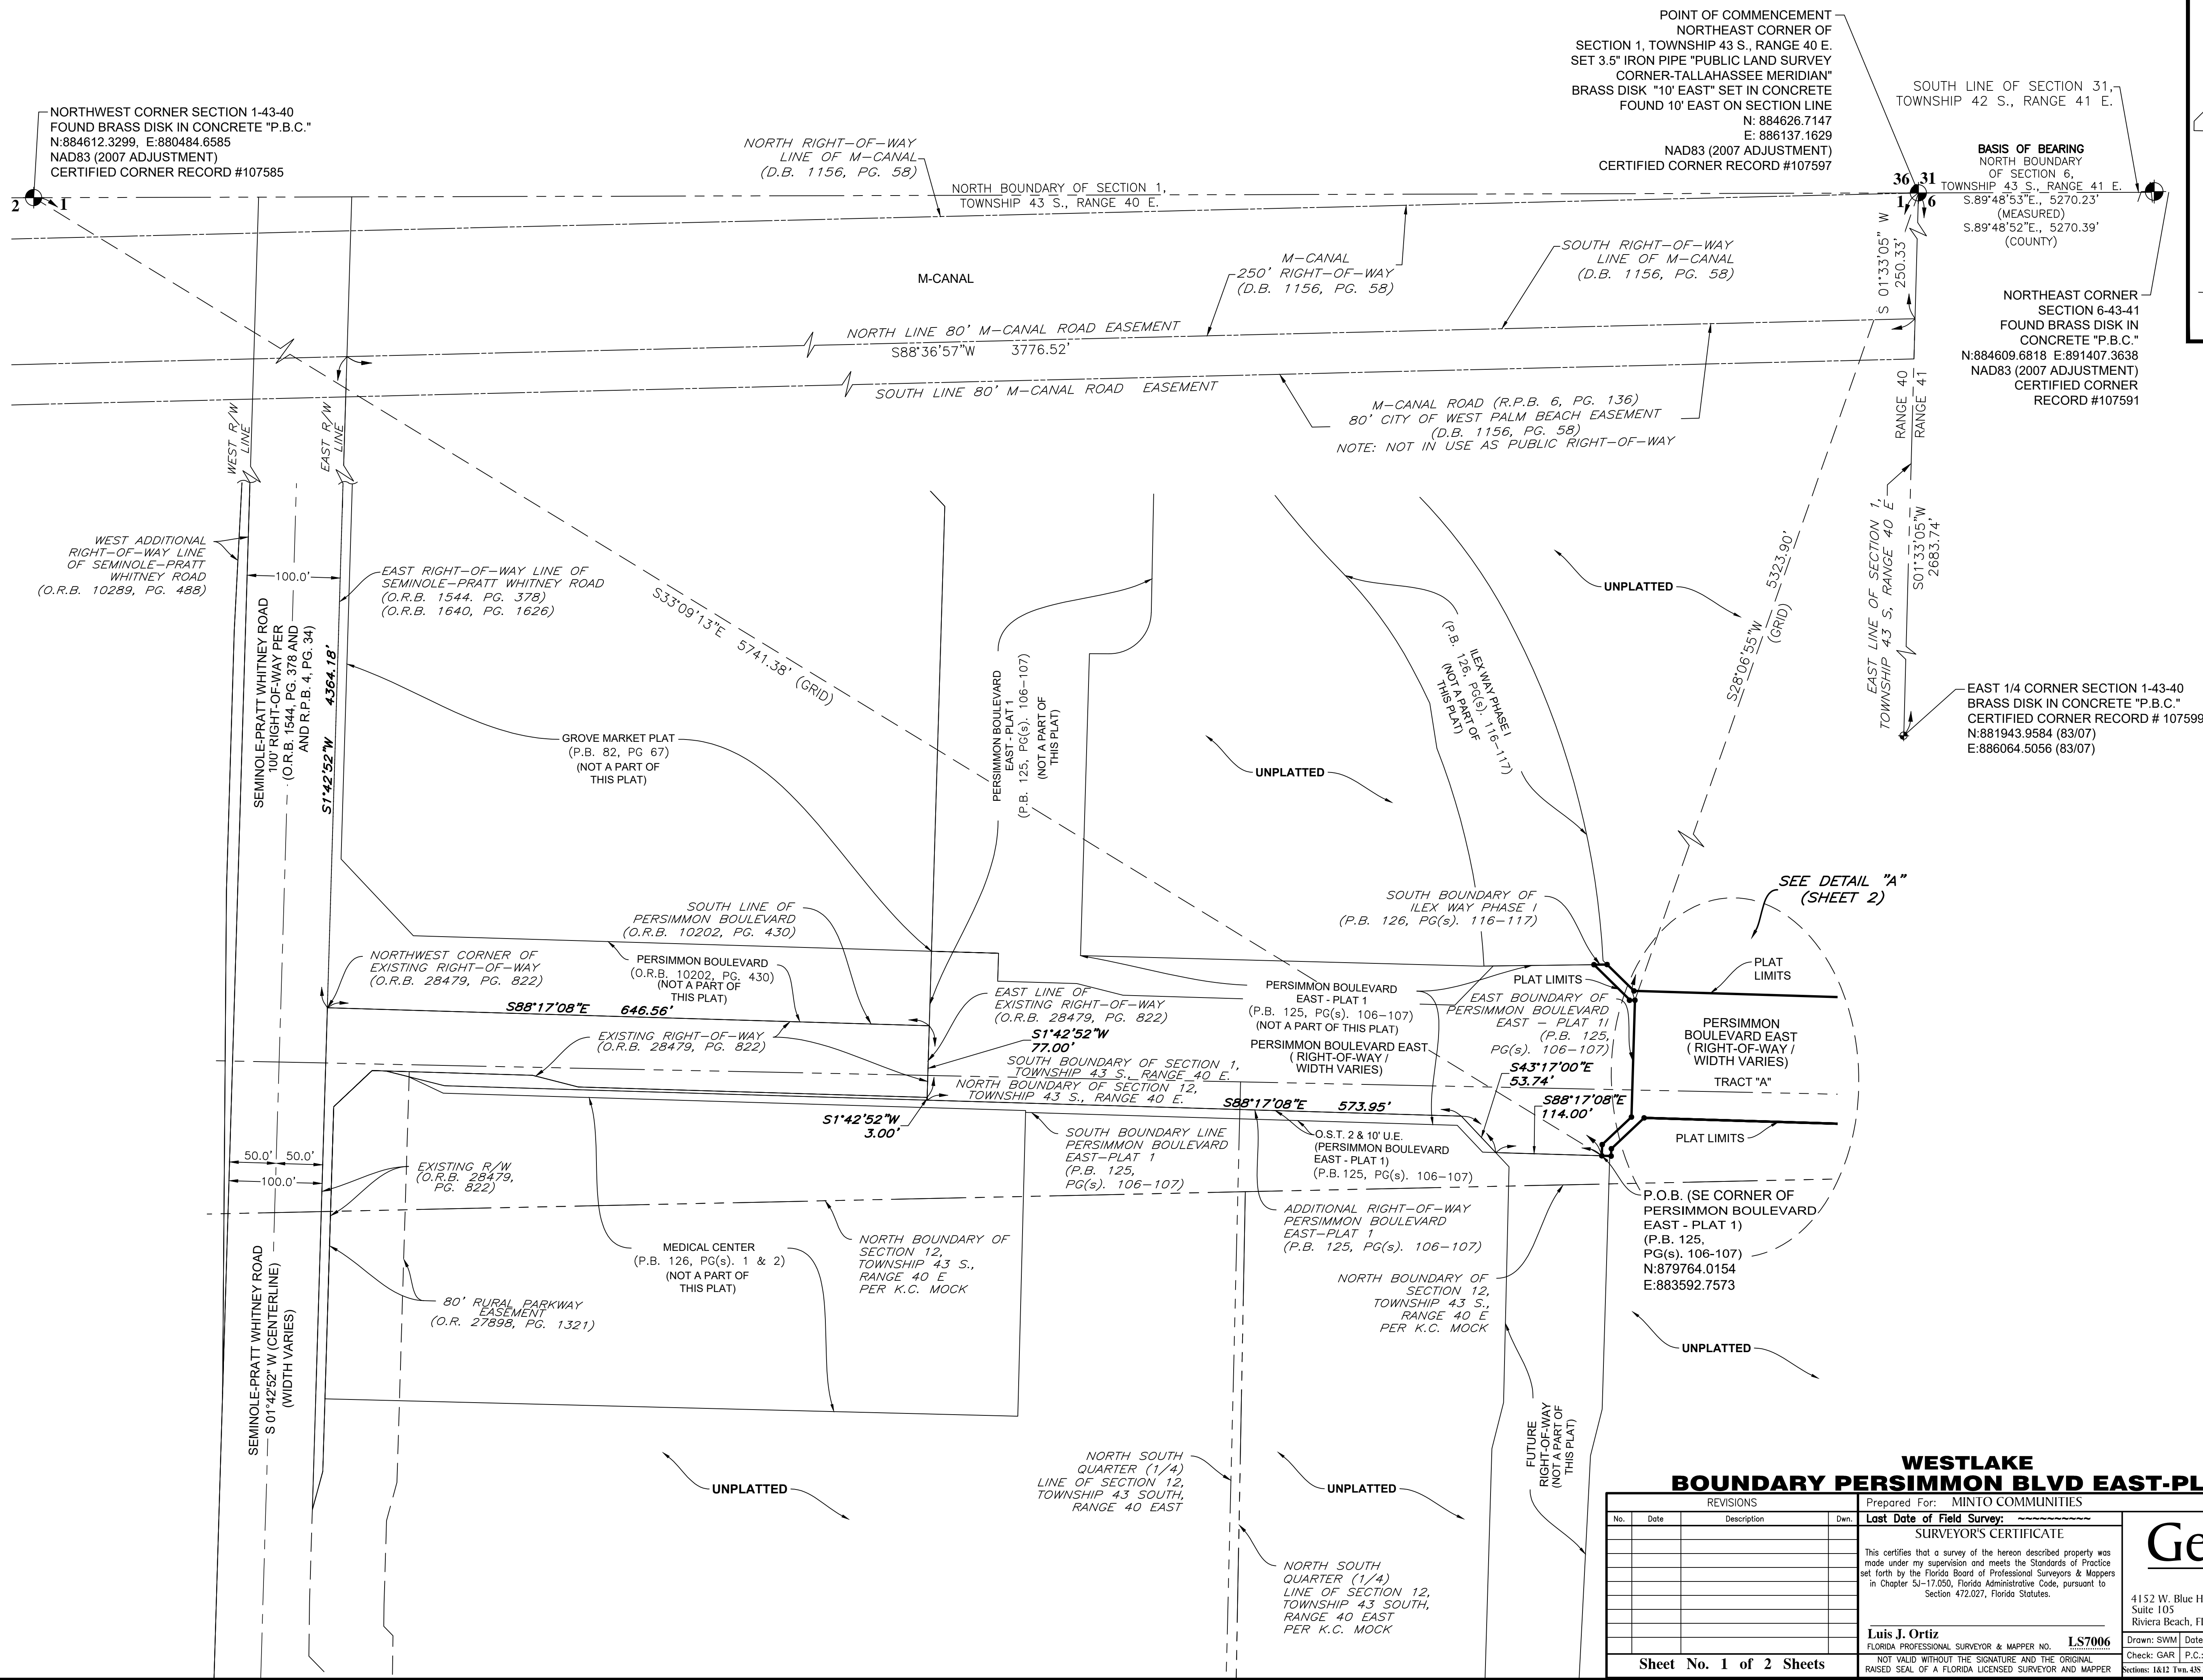 POINT OF COMMENCEMENT
NORTHEAST CORNER OF
SECTION 1, TOWNSHIP 43 S., RANGE 40 E.
SET 3.5" IRON PIPE "PUBLIC LAND SURVEY
CORNER-TALLAHASSEE MERIDIAN"
BRASS DISK "10' EAST" SET IN CONCRETE
FOUND 10' EAST ON SECTION LINE
N: 884626.7147
E: 886137.1629
NAD83 (2007 ADJUSTMENT)
CERTIFIED CORNER RECORD #107597
SOUTH LINE OF SECTION 31,
TOWNSHIP 42 S., RANGE 41 E.
NORTHWEST CORNER SECTION 1-43-40
FOUND BRASS DISK IN CONCRETE "P.B.C."
N:884612.3299, E:880484.6585
NAD83 (2007 ADJUSTMENT)
CERTIFIED CORNER RECORD #107585
2
1
NORTH RIGHT-OF-WAY
LINE OF M-CANAL
(D.B. 1156, PG. 58)
NORTH BOUNDARY OF SECTION 1,
TOWNSHIP 43 S., RANGE 40 E.
36 31
1 6
BASIS OF BEARING
NORTH BOUNDARY
OF SECTION 6,
TOWNSHIP 43 S., RANGE 41 E.
S.89°48'53"E., 5270.23'
(MEASURED)
S.89°48'52"E., 5270.39'
(COUNTY)
S 01°33'05" W
250.33'
M-CANAL
M-CANAL
250' RIGHT-OF-WAY
(D.B. 1156, PG. 58)
SOUTH RIGHT-OF-WAY
LINE OF M-CANAL
(D.B. 1156, PG. 58)
NORTHEAST CORNER
SECTION 6-43-41
FOUND BRASS DISK IN
CONCRETE "P.B.C."
N:884609.6818 E:891407.3638
NAD83 (2007 ADJUSTMENT)
CERTIFIED CORNER
RECORD #107591
NORTH LINE 80' M-CANAL ROAD EASEMENT
S88°36'57"W 3776.52'
SOUTH LINE 80' M-CANAL ROAD EASEMENT
M-CANAL ROAD (R.P.B. 6, PG. 136)
80' CITY OF WEST PALM BEACH EASEMENT
(D.B. 1156, PG. 58)
NOTE: NOT IN USE AS PUBLIC RIGHT-OF-WAY
RANGE 40
RANGE 41
WEST R/W
LINE
EAST R/W
LINE
EAST LINE OF SECTION 1,
TOWNSHIP 43 S, RANGE 40 E
S01°33'05"W
2683.74'
WEST ADDITIONAL
RIGHT-OF-WAY LINE
OF SEMINOLE-PRATT
WHITNEY ROAD
(O.R.B. 10289, PG. 488)
100.0'
EAST RIGHT-OF-WAY LINE OF
SEMINOLE-PRATT WHITNEY ROAD
(O.R.B. 1544. PG. 378)
(O.R.B. 1640, PG. 1626)
SEMINOLE-PRATT WHITNEY ROAD
100' RIGHT-OF-WAY PER
(O.R.B. 1544, PG. 378 AND
AND R.P.B. 4, PG. 34)
S1°42'52"W 4364.18'
S33°09'13"E 5741.38' (GRID)
UNPLATTED
S28°06'55"W 5323.90'
(GRID)
EAST 1/4 CORNER SECTION 1-43-40
BRASS DISK IN CONCRETE "P.B.C."
CERTIFIED CORNER RECORD # 107599
N:881943.9584 (83/07)
E:886064.5056 (83/07)
GROVE MARKET PLAT
(P.B. 82, PG 67)
(NOT A PART OF
THIS PLAT)
PERSIMMON BOULEVARD
EAST - PLAT 1
(P.B. 125, PG(s). 106-107)
(NOT A PART OF
THIS PLAT)
ILEX WAY PHASE I
(P.B. 126, PG(s). 116-117)
(NOT A PART OF
THIS PLAT)
UNPLATTED
SEE DETAIL "A"
(SHEET 2)
SOUTH BOUNDARY OF
ILEX WAY PHASE I
(P.B. 126, PG(s). 116-117)
SOUTH LINE OF
PERSIMMON BOULEVARD
(O.R.B. 10202, PG. 430)
NORTHWEST CORNER OF
EXISTING RIGHT-OF-WAY
(O.R.B. 28479, PG. 822)
PERSIMMON BOULEVARD
(O.R.B. 10202, PG. 430)
(NOT A PART OF
THIS PLAT)
S88°17'08"E 646.56'
EXISTING RIGHT-OF-WAY
(O.R.B. 28479, PG. 822)
EAST LINE OF
EXISTING RIGHT-OF-WAY
(O.R.B. 28479, PG. 822)
S1°42'52"W
77.00'
PERSIMMON BOULEVARD
EAST - PLAT 1
(P.B. 125, PG(s). 106-107)
(NOT A PART OF THIS PLAT)
PERSIMMON BOULEVARD EAST
( RIGHT-OF-WAY /
WIDTH VARIES)
PLAT LIMITS
EAST BOUNDARY OF
PERSIMMON BOULEVARD
EAST - PLAT 1I
(P.B. 125,
PG(s). 106-107)
PLAT
LIMITS
PERSIMMON
BOULEVARD EAST
( RIGHT-OF-WAY /
WIDTH VARIES)
TRACT "A"
SOUTH BOUNDARY OF SECTION 1,
TOWNSHIP 43 S., RANGE 40 E.
NORTH BOUNDARY OF SECTION 12,
TOWNSHIP 43 S., RANGE 40 E.
S43°17'00"E
53.74'
S88°17'08"E
114.00'
S88°17'08"E 573.95'
S1°42'52"W
3.00'
PLAT LIMITS
SOUTH BOUNDARY LINE
PERSIMMON BOULEVARD
EAST-PLAT 1
(P.B. 125,
PG(s). 106-107)
O.S.T. 2 & 10' U.E.
(PERSIMMON BOULEVARD
EAST - PLAT 1)
(P.B. 125, PG(s). 106-107)
50.0' 50.0'
100.0'
EXISTING R/W
(O.R.B. 28479,
PG. 822)
P.O.B. (SE CORNER OF
PERSIMMON BOULEVARD
EAST - PLAT 1)
(P.B. 125,
PG(s). 106-107)
N:879764.0154
E:883592.7573
ADDITIONAL RIGHT-OF-WAY
PERSIMMON BOULEVARD
EAST-PLAT 1
(P.B. 125, PG(s). 106-107)
MEDICAL CENTER
(P.B. 126, PG(s). 1 & 2)
(NOT A PART OF
THIS PLAT)
NORTH BOUNDARY OF
SECTION 12,
TOWNSHIP 43 S.,
RANGE 40 E
PER K.C. MOCK
NORTH BOUNDARY OF
SECTION 12,
TOWNSHIP 43 S.,
RANGE 40 E
PER K.C. MOCK
80' RURAL PARKWAY
EASEMENT
(O.R. 27898, PG. 1321)
SEMINOLE-PRATT WHITNEY ROAD
S 01°42'52" W (CENTERLINE)
(WIDTH VARIES)
UNPLATTED
FUTURE
RIGHT-OF-WAY
(NOT A PART OF
THIS PLAT)
NORTH SOUTH
QUARTER (1/4)
LINE OF SECTION 12,
TOWNSHIP 43 SOUTH,
RANGE 40 EAST
UNPLATTED
UNPLATTED
NORTH SOUTH
QUARTER (1/4)
LINE OF SECTION 12,
TOWNSHIP 43 SOUTH,
RANGE 40 EAST
PER K.C. MOCK
WESTLAKE
BOUNDARY PERSIMMON BLVD EAST-PL
REVISIONS
No. Date Description Dwn.
Sheet No. 1 of 2 Sheets
Prepared For: MINTO COMMUNITIES
Last Date of Field Survey: ~~~~~~~~~~
SURVEYOR'S CERTIFICATE
This certifies that a survey of the hereon described property was
made under my supervision and meets the Standards of Practice
set forth by the Florida Board of Professional Surveyors & Mappers
in Chapter 5J-17.050, Florida Administrative Code, pursuant to
Section 472.027, Florida Statutes.
Luis J. Ortiz
FLORIDA PROFESSIONAL SURVEYOR & MAPPER NO. LS7006
NOT VALID WITHOUT THE SIGNATURE AND THE ORIGINAL
RAISED SEAL OF A FLORIDA LICENSED SURVEYOR AND MAPPER
Ge
4152 W. Blue H
Suite 105
Riviera Beach, Fl
Drawn: SWM Date
Check: GAR P.C.
Sections: 1&12 Twn. 43S